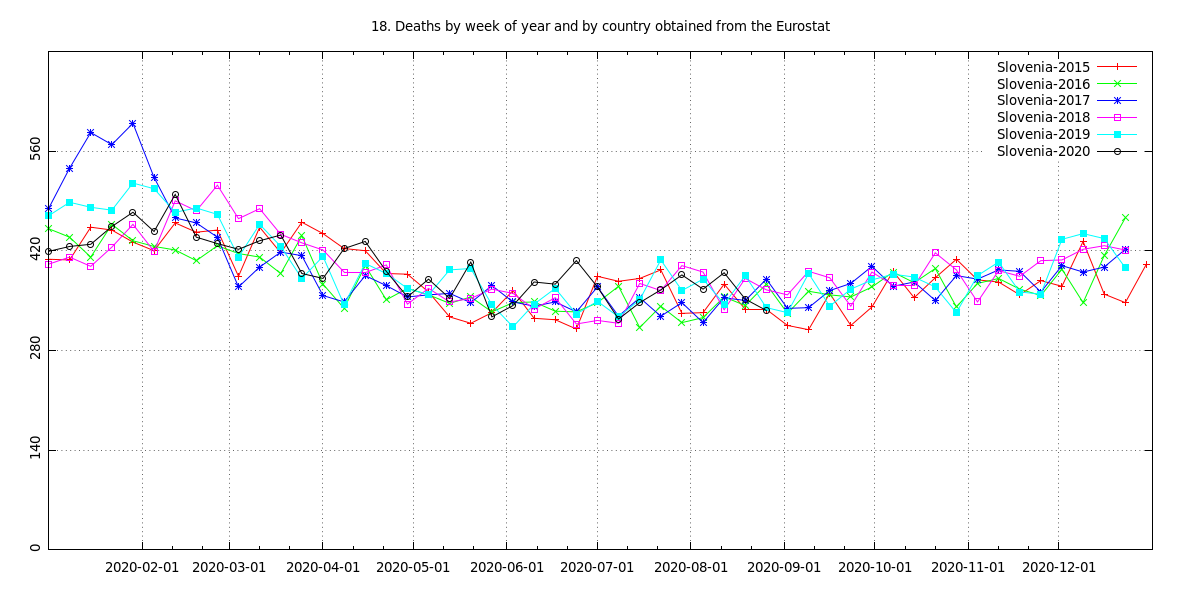 18. Deaths by week of year and by country obtained from the Eurostat
Slovenia-2015
Slovenia-2016
Slovenia-2017
Slovenia-2018
Slovenia-2019
Slovenia-2020
560
420
280
140
0
2020-02-01 2020-03-01 2020-04-01 2020-05-01 2020-06-01 2020-07-01 2020-08-01 2020-09-01 2020-10-01 2020-11-01 2020-12-01